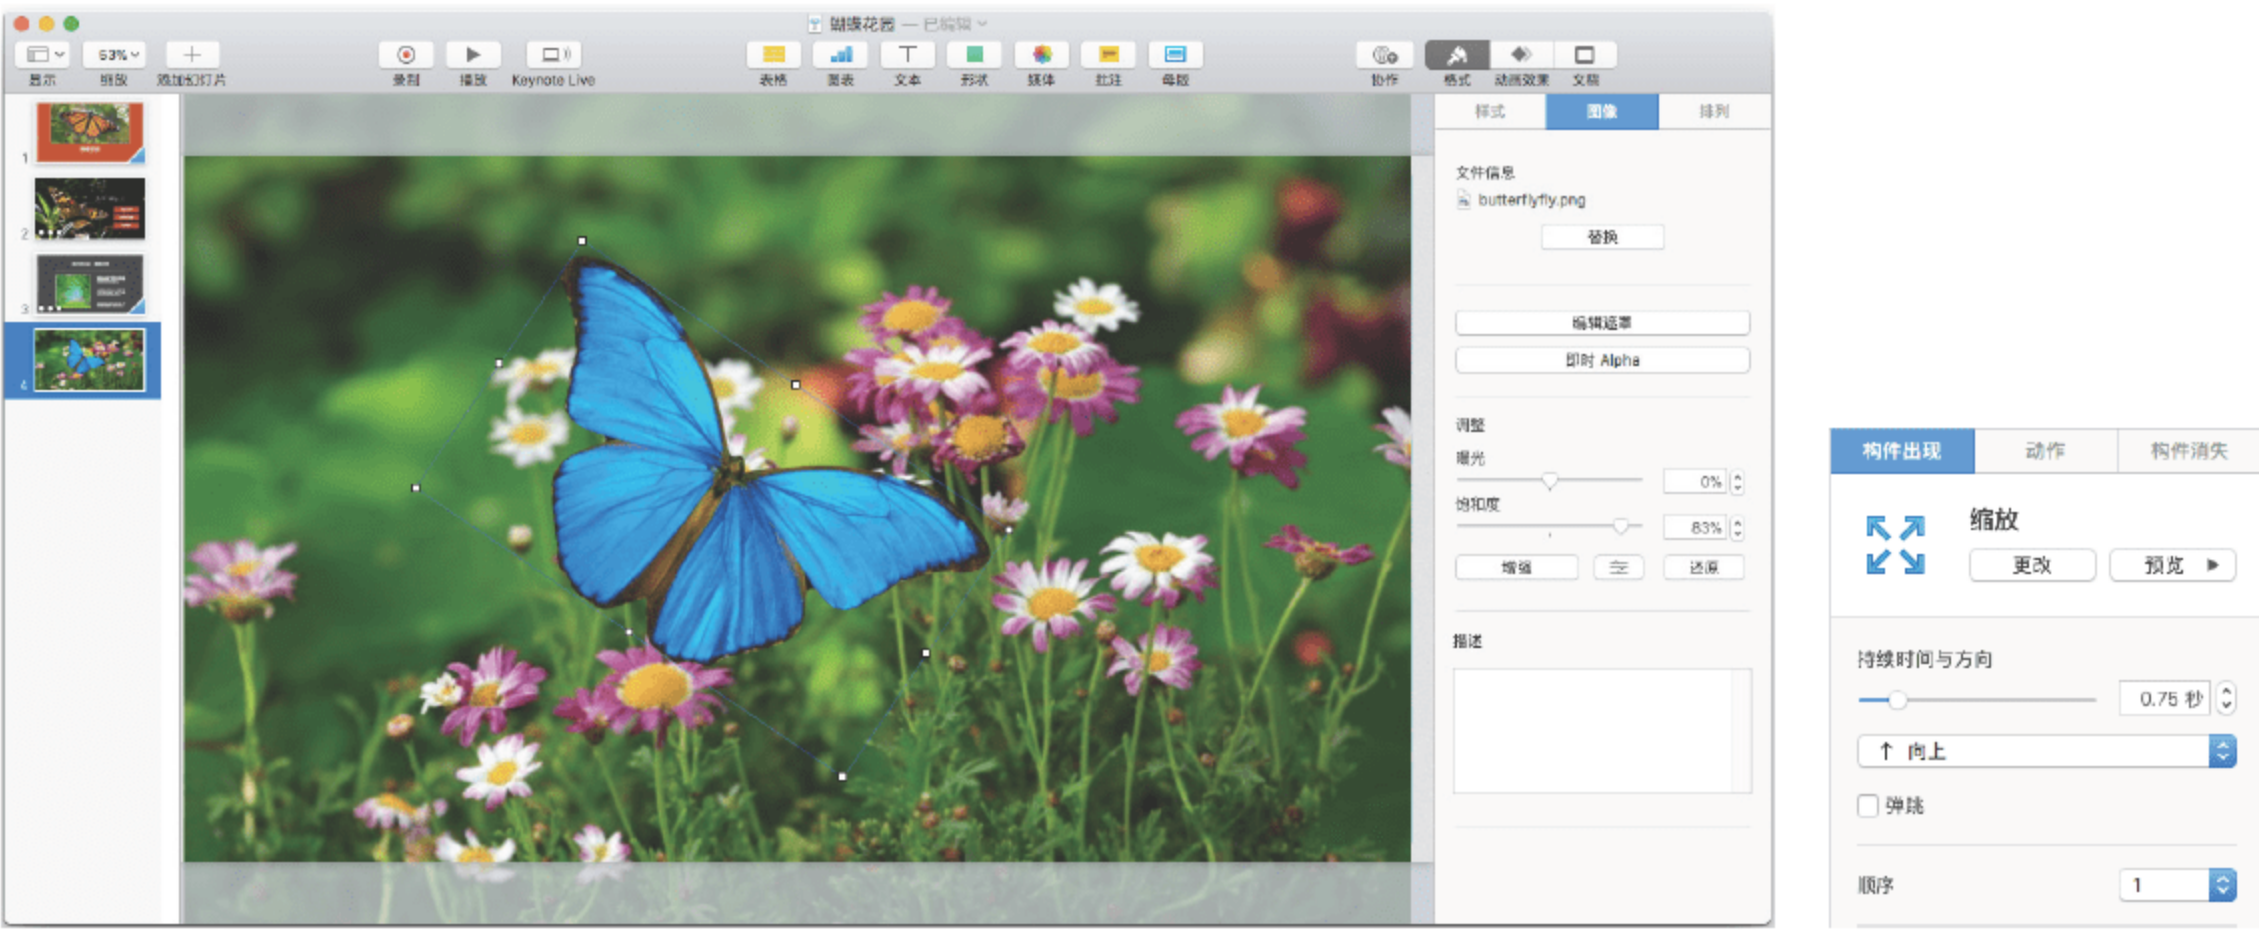 蝴蝶花园 — 已编辑
53%
显示 缩放 添加幻灯片 录制 播放 Keynote Live 表格 图表 文本 形状 媒体 批注 母版 协作 格式 动画效果 文稿
样式 图像 排列
1
2
3
4
文件信息
butterflyfly.png
替换
编辑遮罩
即时 Alpha
调整
曝光
0%
饱和度
83%
增强 还原
描述
构件出现 动作 构件消失
缩放
更改 预览
持续时间与方向
0.75 秒
↑ 向上
弹跳
顺序
1